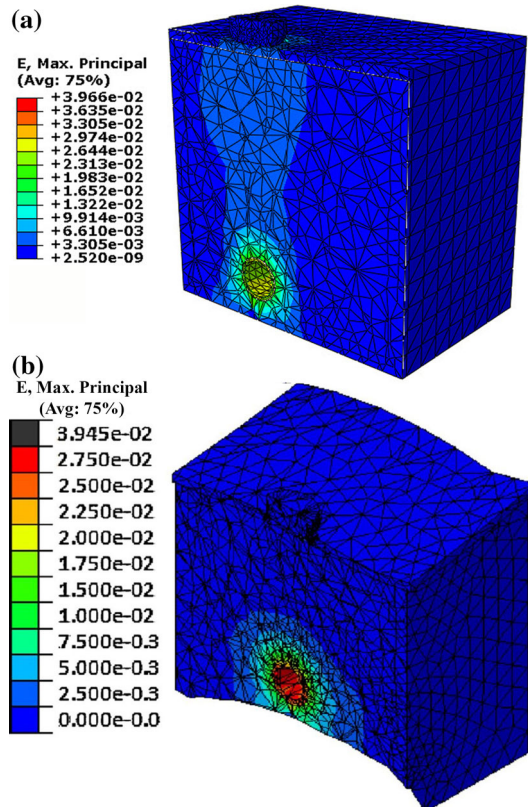 (a)
E, Max. Principal
(Avg: 75%)
+3.966e-02
+3.635e-02
+3.305e-02
+2.974e-02
+2.644e-02
+2.313e-02
+1.983e-02
+1.652e-02
+1.322e-02
+9.914e-03
+6.610e-03
+3.305e-03
+2.520e-09
(b)
E, Max. Principal
(Avg: 75%)
3.945e-02
2.750e-02
2.500e-02
2.250e-02
2.000e-02
1.750e-02
1.500e-02
1.000e-02
7.500e-0.3
5.000e-0.3
2.500e-0.3
0.000e-0.0